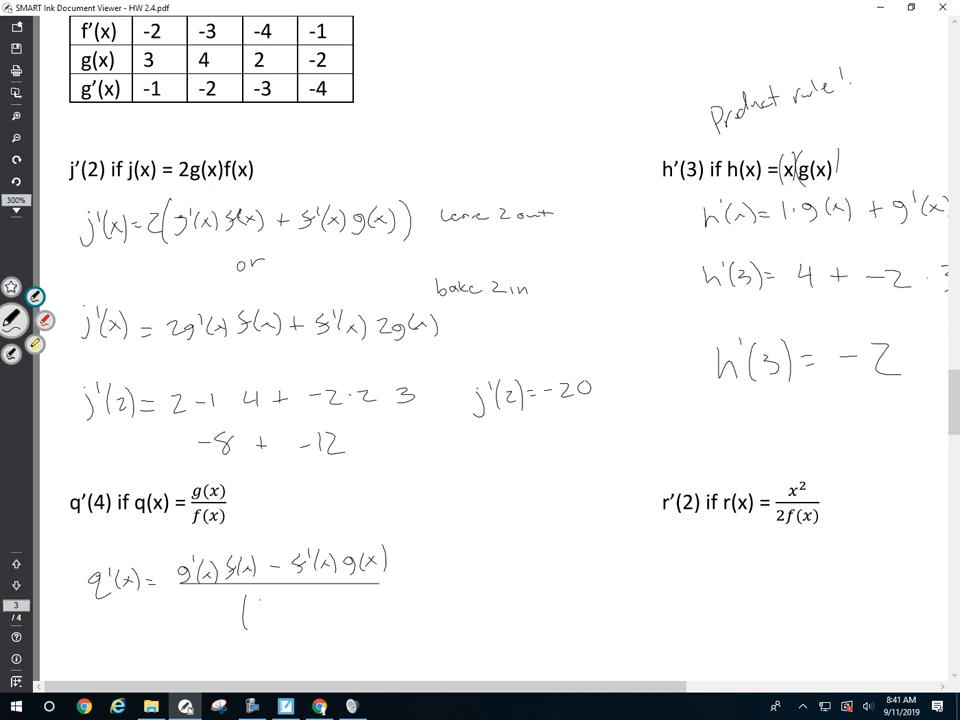 SMART Ink Document Viewer - HW 2.4.pdf
f’(x) -2 -3 -4 -1
g(x) 3 4 2 -2
g’(x) -1 -2 -3 -4
Product rule!
j’(2) if j(x) = 2g(x)f(x)
h’(3) if h(x) = (x)(g(x))
j'(x) = 2(g'(x) f(x) + f'(x) g(x)) leave 2 out
h'(x) = 1·g(x) + g'(x)
or
h'(3) = 4 + -2 · 3
bake 2 in
j'(x) = 2g'(x) f(x) + f'(x) 2g(x)
h'(3) = -2
j'(2) = 2 -1 4 + -2·2 3 j'(2) = -20
-8 + -12
q’(4) if q(x) = g(x)/f(x)
r’(2) if r(x) = x²/2f(x)
q'(x) = g'(x) f(x) - f'(x) g(x)
(
300%
3
/ 4
8:41 AM
9/11/2019